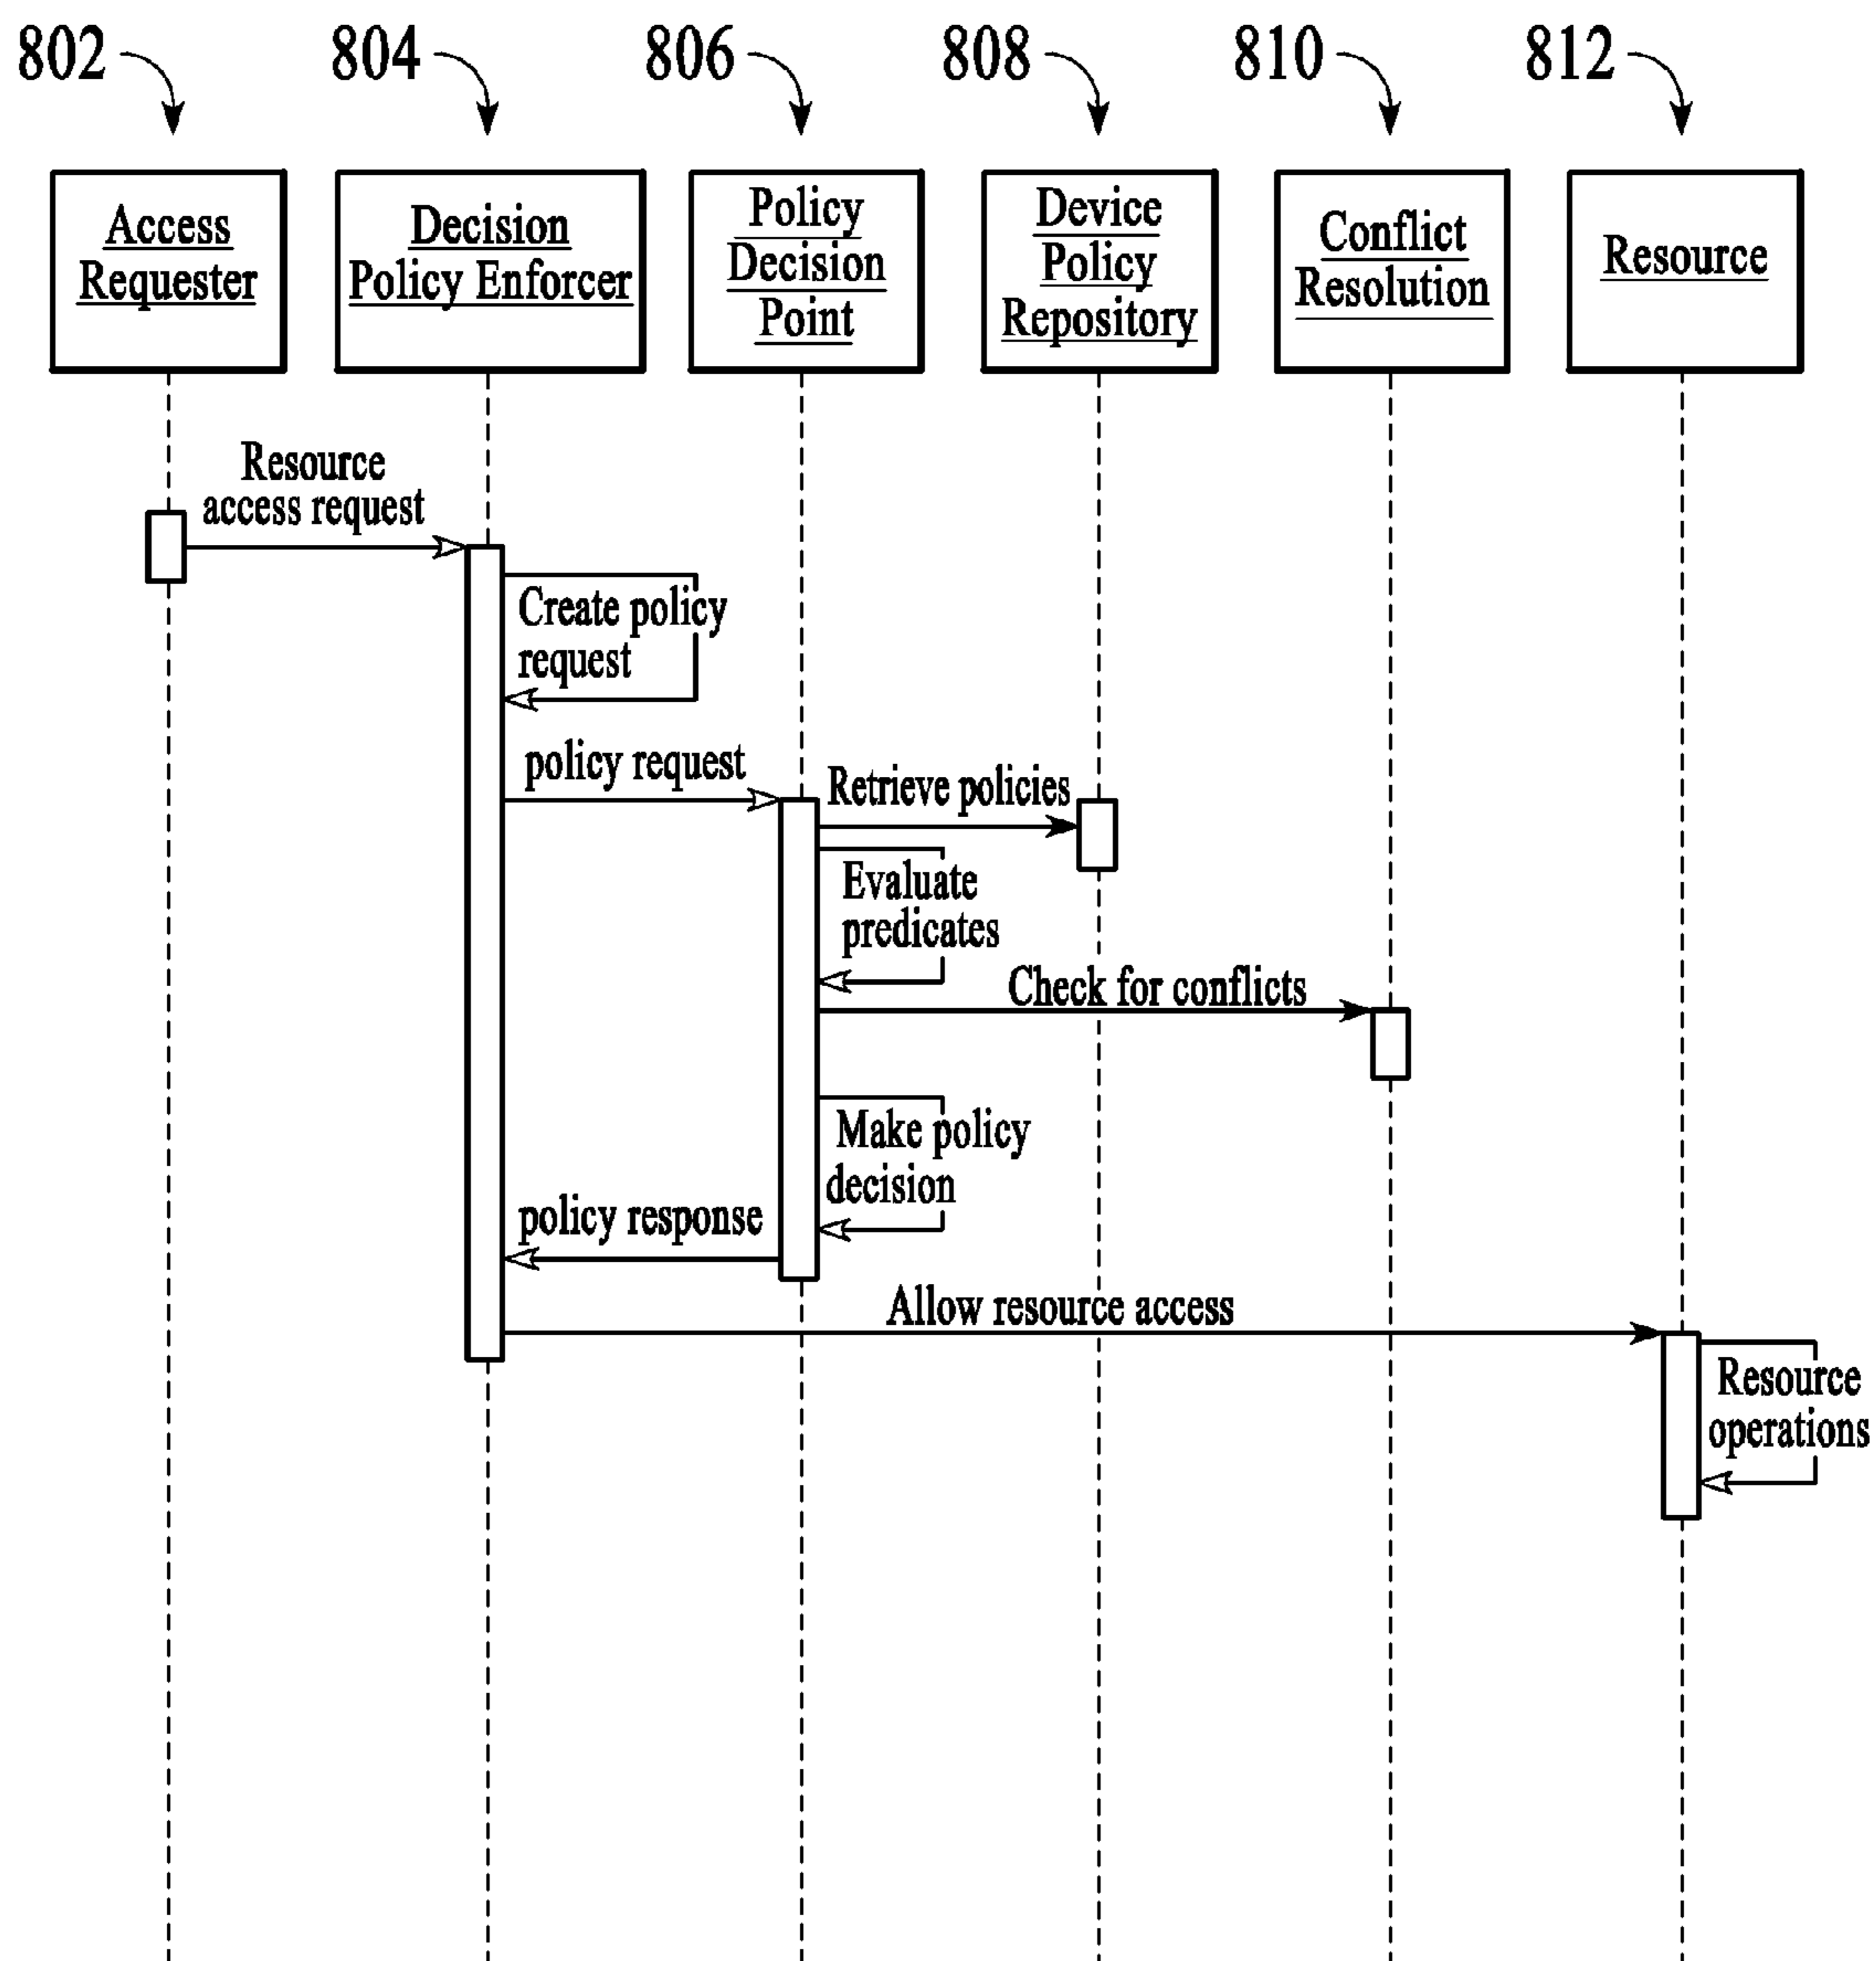 802
804
806
808
810
812
Access
Requester
Decision
Policy Enforcer
Policy
Decision
Point
Device
Policy
Repository
Conflict
Resolution
Resource
Resource
access request
Create policy
request
policy request
Retrieve policies
Evaluate
predicates
Check for conflicts
Make policy
decision
policy response
Allow resource access
Resource
operations